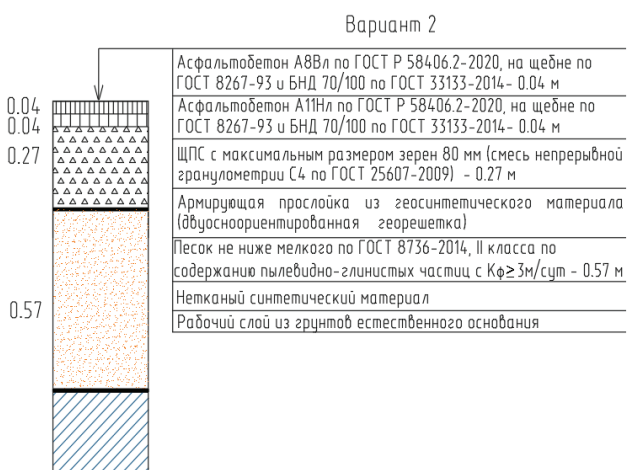 Вариант 2
Асфальтобетон А8Вл по ГОСТ Р 58406.2-2020, на щебне по
ГОСТ 8267-93 и БНД 70/100 по ГОСТ 33133-2014- 0.04 м
Асфальтобетон А11Нл по ГОСТ Р 58406.2-2020, на щебне по
ГОСТ 8267-93 и БНД 70/100 по ГОСТ 33133-2014- 0.04 м
ЩПС с максимальным размером зерен 80 мм (смесь непрерывной
гранулометрии С4 по ГОСТ 25607-2009) - 0.27 м
Армирующая прослойка из геосинтетического материала
(двуосноориентированная георешетка)
Песок не ниже мелкого по ГОСТ 8736-2014, II класса по
содержанию пылевидно-глинистых частиц с Кф≥3м/сут - 0.57 м
Нетканый синтетический материал
Рабочий слой из грунтов естественного основания
0.04
0.04
0.27
0.57